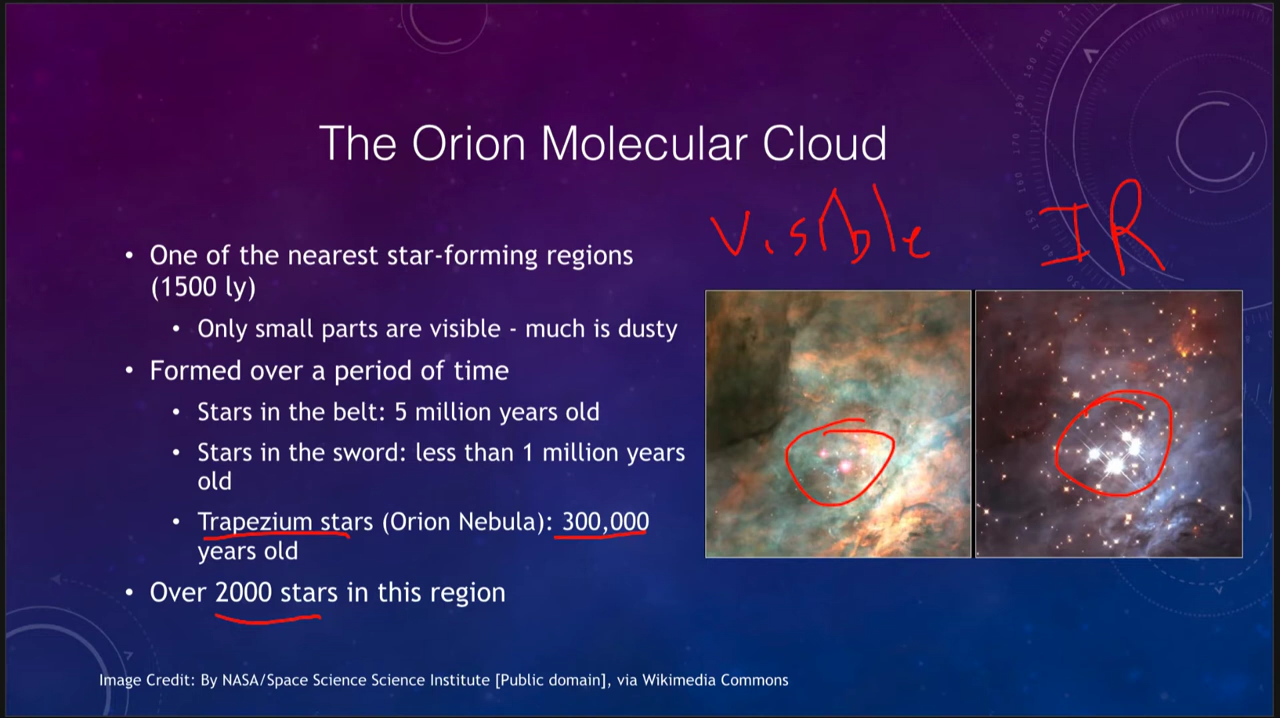 The Orion Molecular Cloud
Visible
IR
• One of the nearest star-forming regions
(1500 ly)
• Only small parts are visible - much is dusty
• Formed over a period of time
• Stars in the belt: 5 million years old
• Stars in the sword: less than 1 million years
old
• Trapezium stars (Orion Nebula): 300,000
years old
• Over 2000 stars in this region
Image Credit: By NASA/Space Science Science Institute [Public domain], via Wikimedia Commons